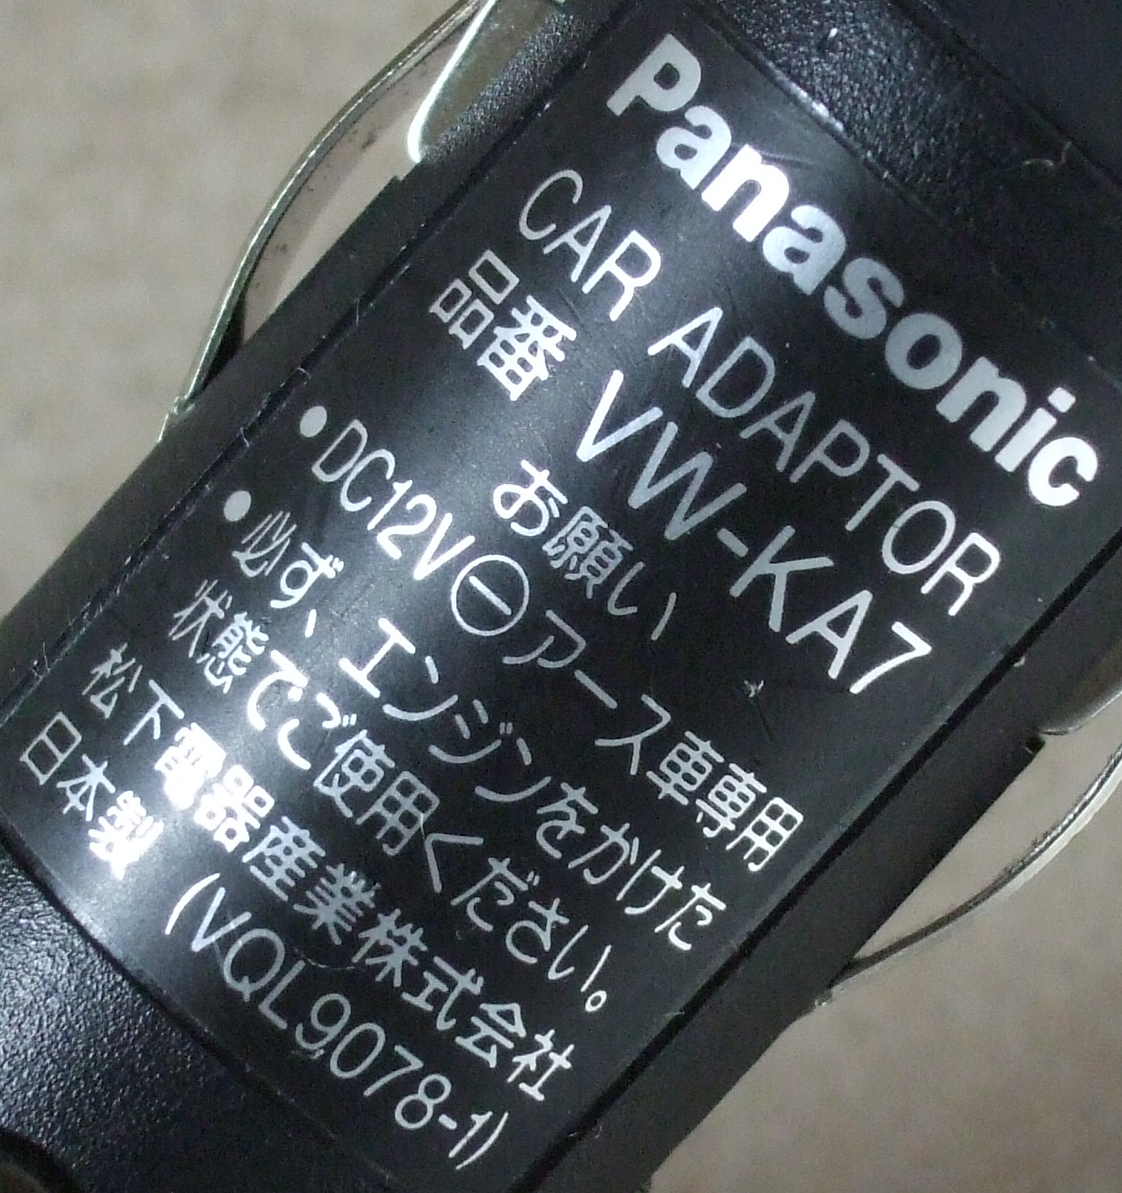 Panasonic
CAR ADAPTOR
品番 VW-KA7
お願い
●DC12V⊖アース車専用
●必ず、エンジンをかけた
状態でご使用ください。
松下電器産業株式会社
日本製 (VQL9078-1)